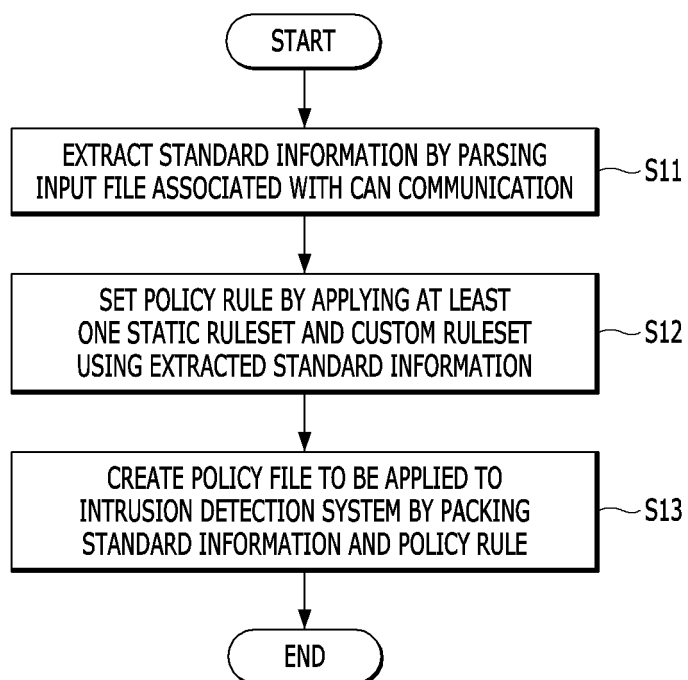 START
EXTRACT STANDARD INFORMATION BY PARSING
INPUT FILE ASSOCIATED WITH CAN COMMUNICATION
S11
SET POLICY RULE BY APPLYING AT LEAST
ONE STATIC RULESET AND CUSTOM RULESET
USING EXTRACTED STANDARD INFORMATION
S12
CREATE POLICY FILE TO BE APPLIED TO
INTRUSION DETECTION SYSTEM BY PACKING
STANDARD INFORMATION AND POLICY RULE
S13
END